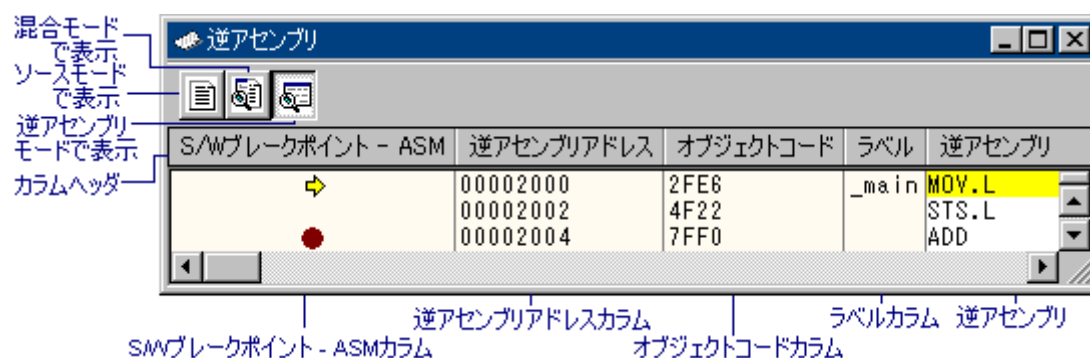 混合モード
で表示
ソースモード
で表示
逆アセンブリ
モードで表示
カラムヘッダ
逆アセンブリ
S/Wブレークポイント - ASM 逆アセンブリアドレス オブジェクトコード ラベル 逆アセンブリ
00002000 2FE6 _main MOV.L
00002002 4F22 STS.L
00002004 7FF0 ADD
逆アセンブリアドレスカラム ラベルカラム 逆アセンブリ
S/Wブレークポイント - ASMカラム オブジェクトコードカラム